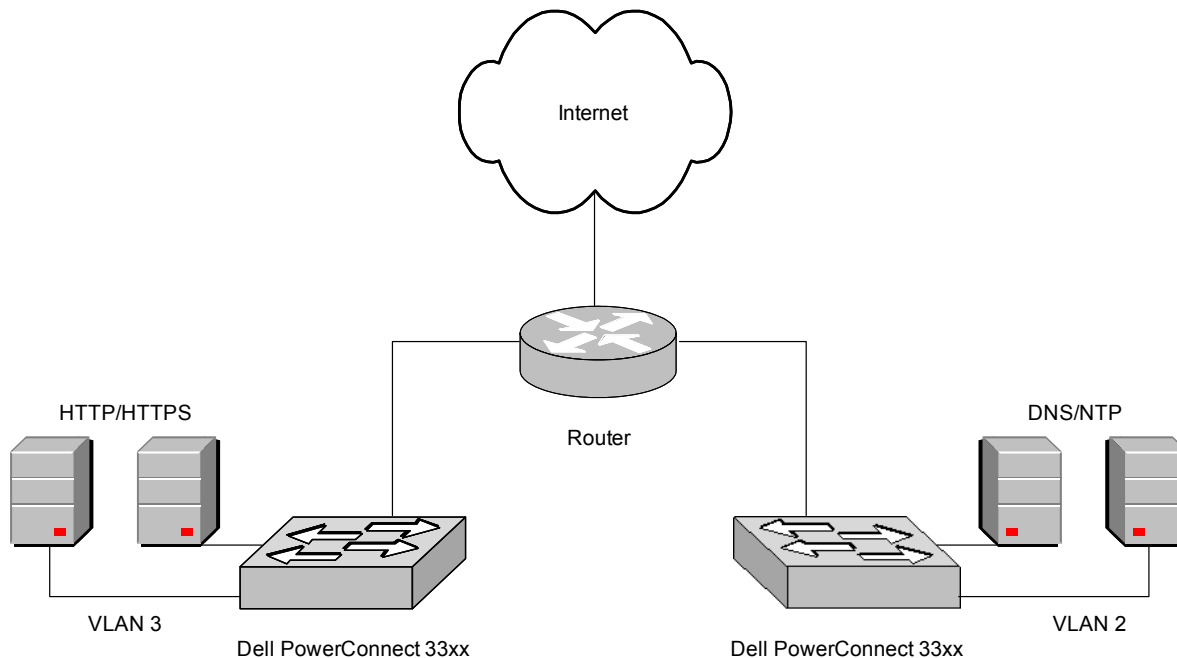 Internet
Router
HTTP/HTTPS
DNS/NTP
VLAN 3
VLAN 2
Dell PowerConnect 33xx
Dell PowerConnect 33xx